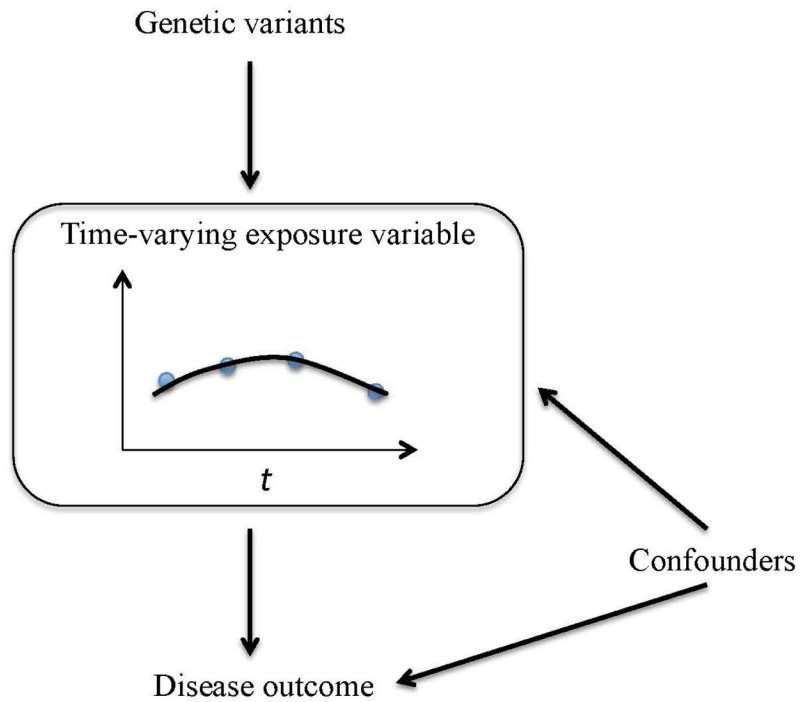 Genetic variants
Time-varying exposure variable
t
Confounders
Disease outcome